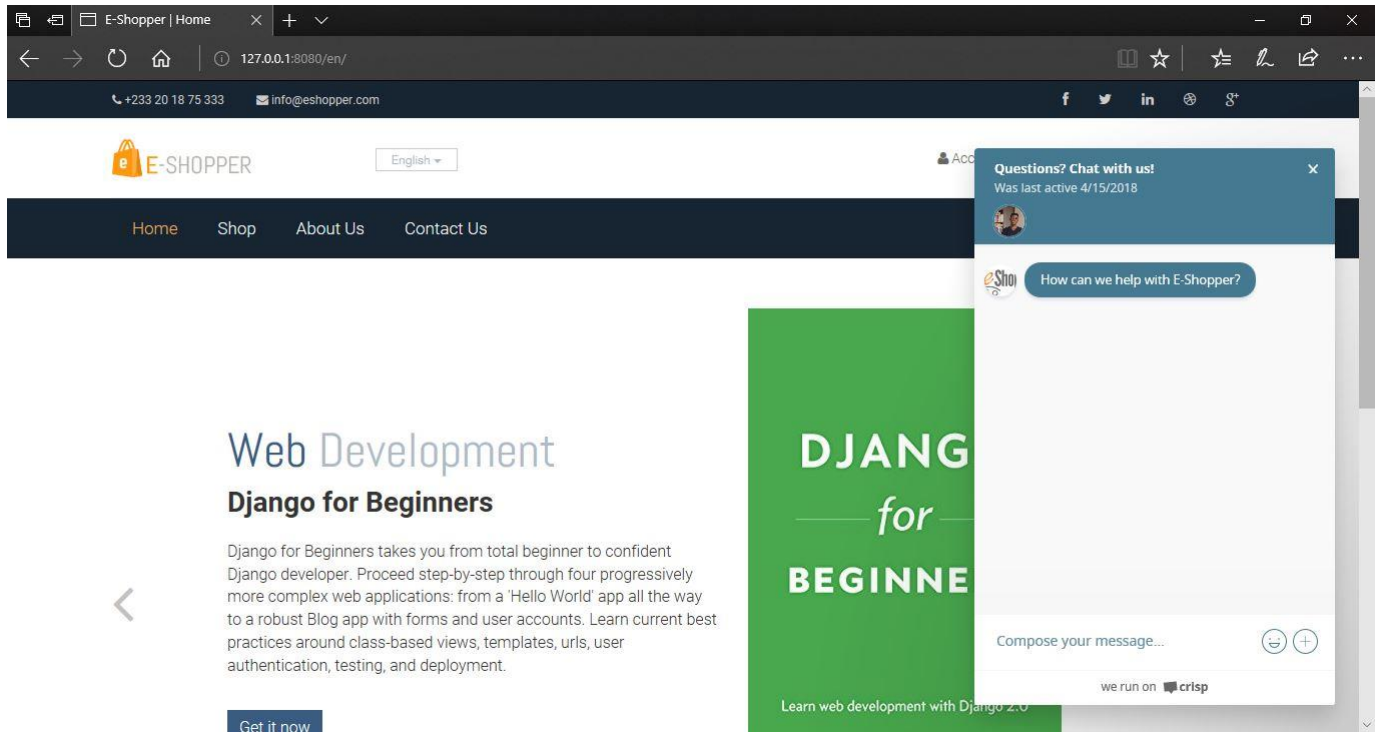 E-Shopper | Home
127.0.0.1:8080/en/
+233 20 18 75 333 info@eshopper.com
E-SHOPPER
English
Acc
Questions? Chat with us!
Was last active 4/15/2018
Home Shop About Us Contact Us
eSho
How can we help with E-Shopper?
Web Development
Django for Beginners
Django for Beginners takes you from total beginner to confident
Django developer. Proceed step-by-step through four progressively
more complex web applications: from a 'Hello World' app all the way
to a robust Blog app with forms and user accounts. Learn current best
practices around class-based views, templates, urls, user
authentication, testing, and deployment.
Get it now
DJANG
for
BEGINNE
Learn web development with Django 2.0
Compose your message...
we run on crisp